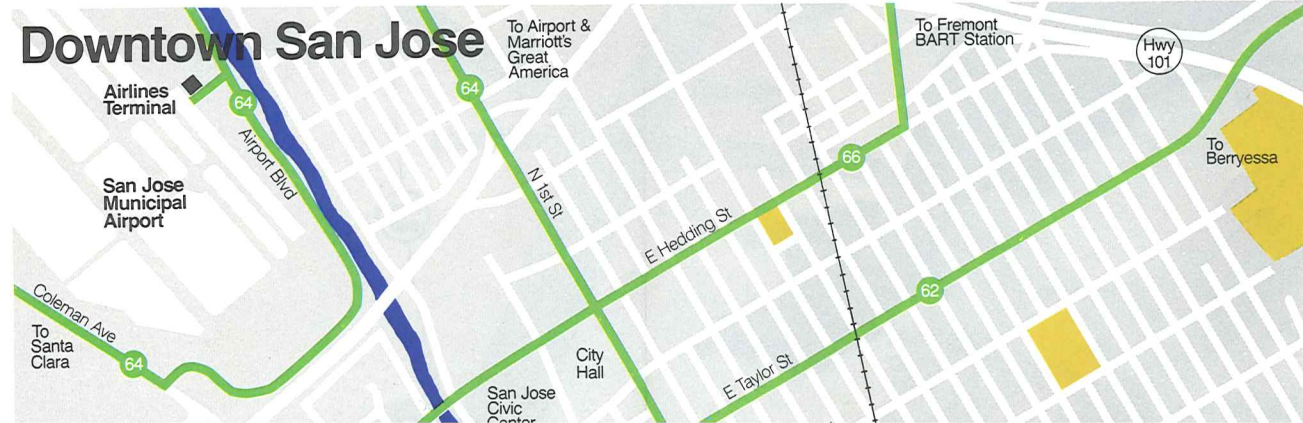 Downtown San Jose
To Airport &
Marriott's
Great
America
To Fremont
BART Station
Hwy
101
Airlines
Terminal
64
64
Airport Blvd
66
To
Berryessa
San Jose
Municipal
Airport
N 1st St
E Hedding St
62
Coleman Ave
To
Santa
Clara
64
City
Hall
E Taylor St
San Jose
Civic
Center